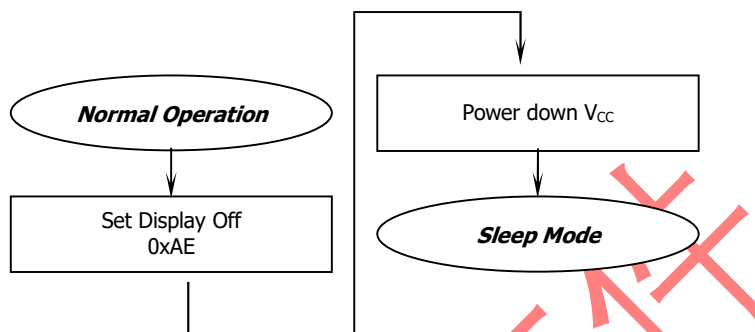 Normal Operation
Set Display Off
0xAE
Power down VCC
Sleep Mode